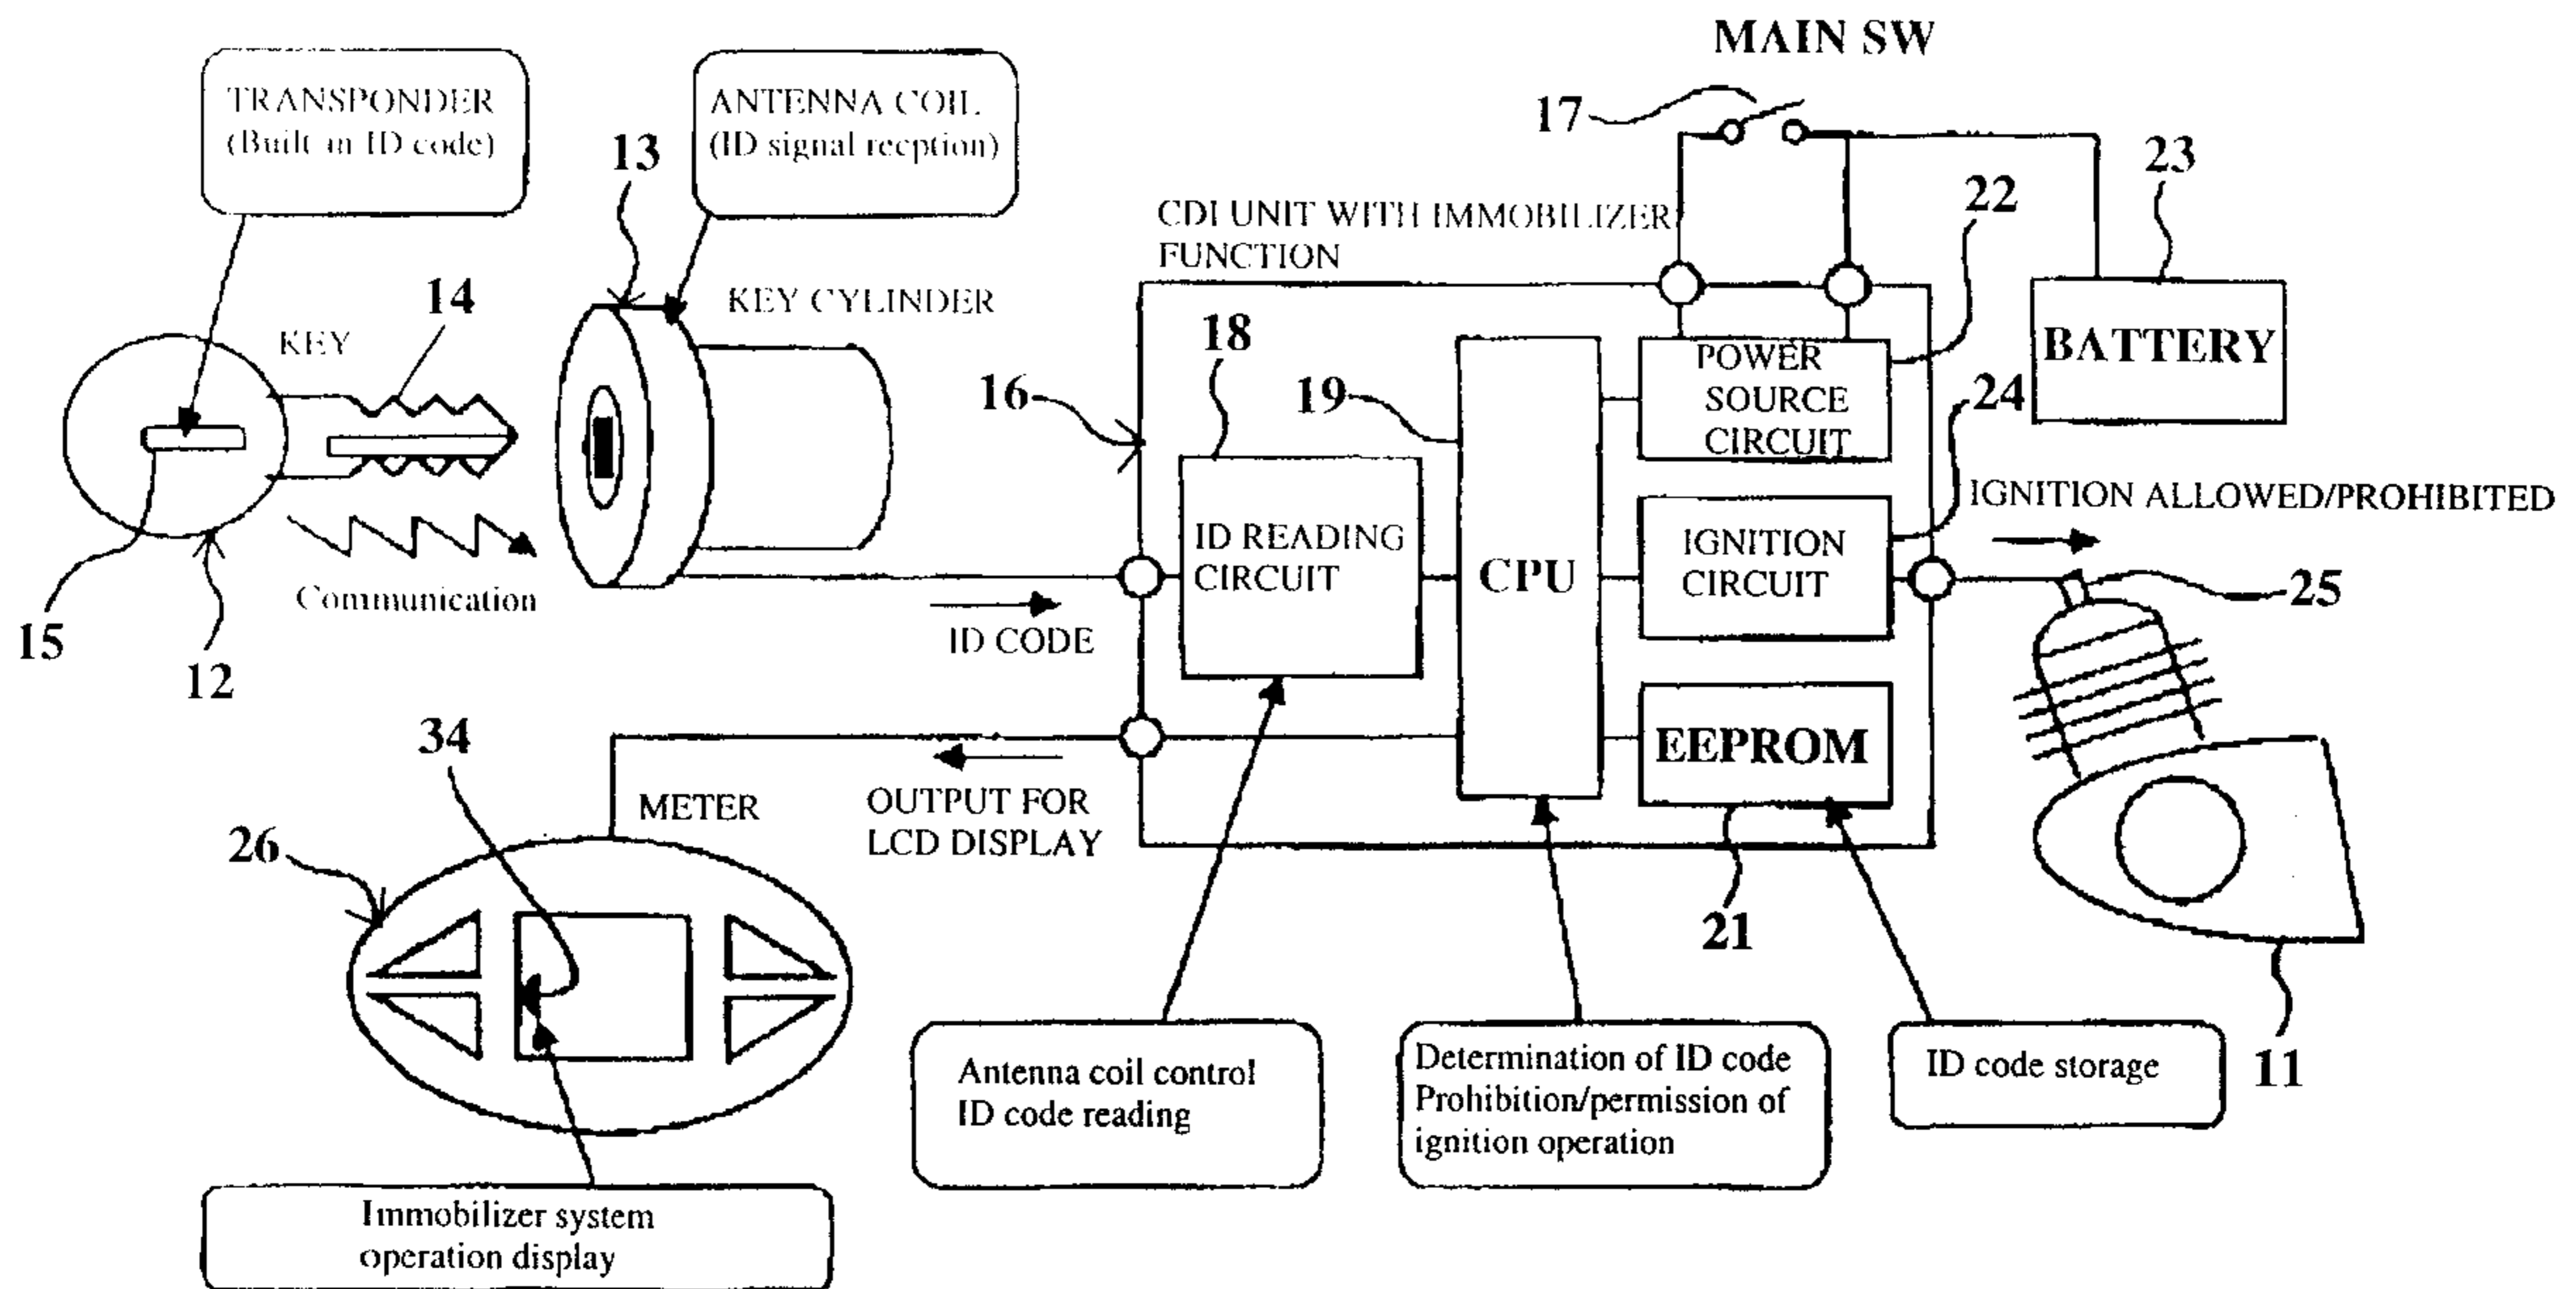 MAIN SW
TRANSPONDER
(Built-in ID code)
ANTENNA COIL
(ID signal recption)
13
17
23
22
CDI UNIT WITH IMMOBILIZER
FUNCTION
14
KEY
KEY CYLINDER
18
BATTERY
POWER
SOURCE
CIRCUIT
16
19
24
IGNITION ALLOWED/PROHIBITED
ID READING
CIRCUIT
CPU
IGNITION
CIRCUIT
25
Communication
15
12
ID CODE
34
EEPROM
METER
OUTPUT FOR
LCD DISPLAY
26
21
11
Antenna coil control
ID code reading
Determination of ID code
Prohibition/permission of
ignition operation
ID code storage
Immobilizer system
operation display